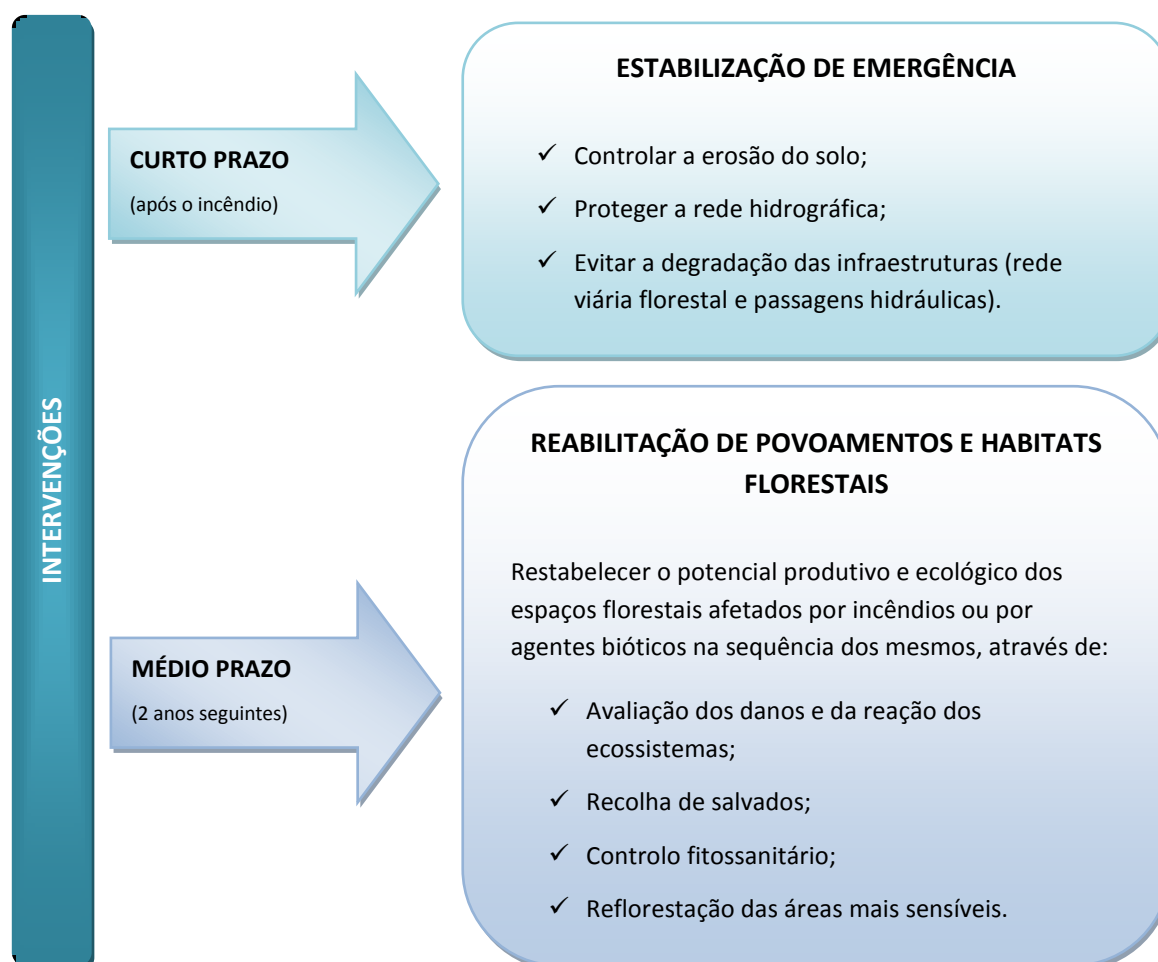 INTERVENÇÕES
CURTO PRAZO
(após o incêndio)
ESTABILIZAÇÃO DE EMERGÊNCIA
✓ Controlar a erosão do solo;
✓ Proteger a rede hidrográfica;
✓ Evitar a degradação das infraestruturas (rede
viária florestal e passagens hidráulicas).
MÉDIO PRAZO
(2 anos seguintes)
REABILITAÇÃO DE POVOAMENTOS E HABITATS
FLORESTAIS
Restabelecer o potencial produtivo e ecológico dos
espaços florestais afetados por incêndios ou por
agentes bióticos na sequência dos mesmos, através de:
✓ Avaliação dos danos e da reação dos
ecossistemas;
✓ Recolha de salvados;
✓ Controlo fitossanitário;
✓ Reflorestação das áreas mais sensíveis.